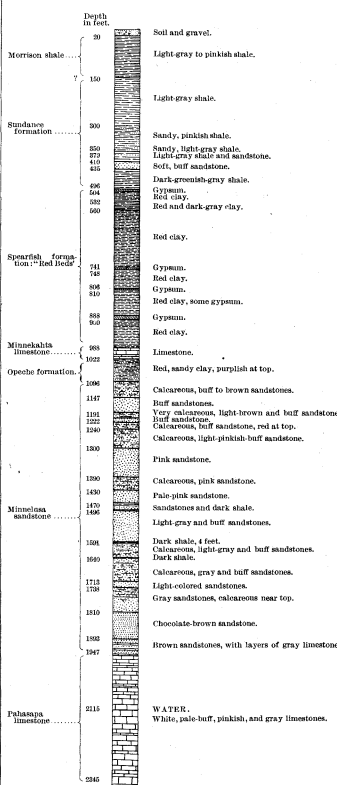 Depth
in feet.
Soil and gravel.
20
Morrison shale.....
Light-gray to pinkish shale.
?
150
Light-gray shale.
Sundance
formation........
300
Sandy, pinkish shale.
350
Sandy, light-gray shale.
379
Light-gray shale and sandstone.
410
Soft, buff sandstone.
435
Dark-greenish-gray shale.
496
Gypsum.
504
Red clay.
532
Red and dark-gray clay.
560
Red clay.
Spearfish forma-
tion: "Red Beds"
741
Gypsum.
748
Red clay.
806
Gypsum.
810
Red clay, some gypsum.
888
Gypsum.
900
Red clay.
Minnekahta
limestone........
988
Limestone.
1022
Opeche formation.
Red, sandy clay, purplish at top.
1096
Calcareous, buff to brown sandstones.
1147
Buff sandstones.
1191
Very calcareous, light-brown and buff sandstone
1222
Buff sandstone.
1240
Calcareous, buff sandstone, red at top.
Calcareous, light-pinkish-buff sandstone.
1300
Pink sandstone.
1390
Calcareous, pink sandstone.
1430
Pale-pink sandstone.
1470
Sandstones and dark shale.
1496
Minnelusa
sandstone........
Light-gray and buff sandstones.
1591
Dark shale, 4 feet.
Calcareous, light-gray and buff sandstones.
1640
Dark shale.
Calcareous, gray and buff sandstones.
1713
Light-colored sandstones.
1738
Gray sandstones, calcareous near top.
1810
Chocolate-brown sandstone.
1893
Brown sandstones, with layers of gray limestone
1947
Pahasapa
limestone........
2115
WATER.
White, pale-buff, pinkish, and gray limestones.
2345